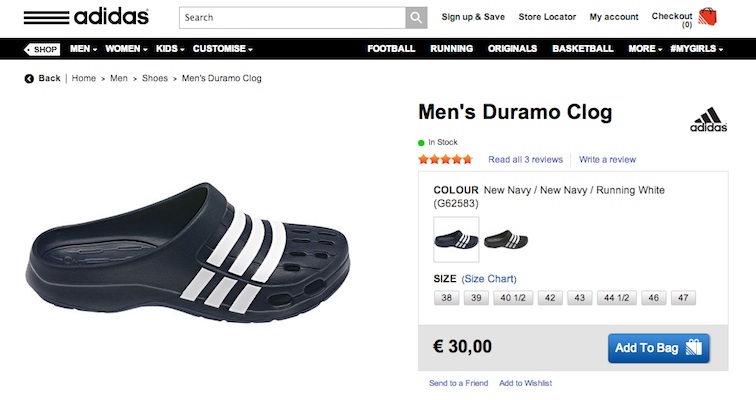 adidas
Search
Sign up & Save
Store Locator
My account
Checkout
(0)
SHOP
MEN
WOMEN
KIDS
CUSTOMISE
FOOTBALL
RUNNING
ORIGINALS
BASKETBALL
MORE
#MYGIRLS
Back | Home > Men > Shoes > Men's Duramo Clog
Men's Duramo Clog
adidas
In Stock
Read all 3 reviews
Write a review
COLOUR New Navy / New Navy / Running White
(G62583)
SIZE (Size Chart)
38 39 40 1/2 42 43 44 1/2 46 47
€ 30,00
Add To Bag
Send to a Friend
Add to Wishlist